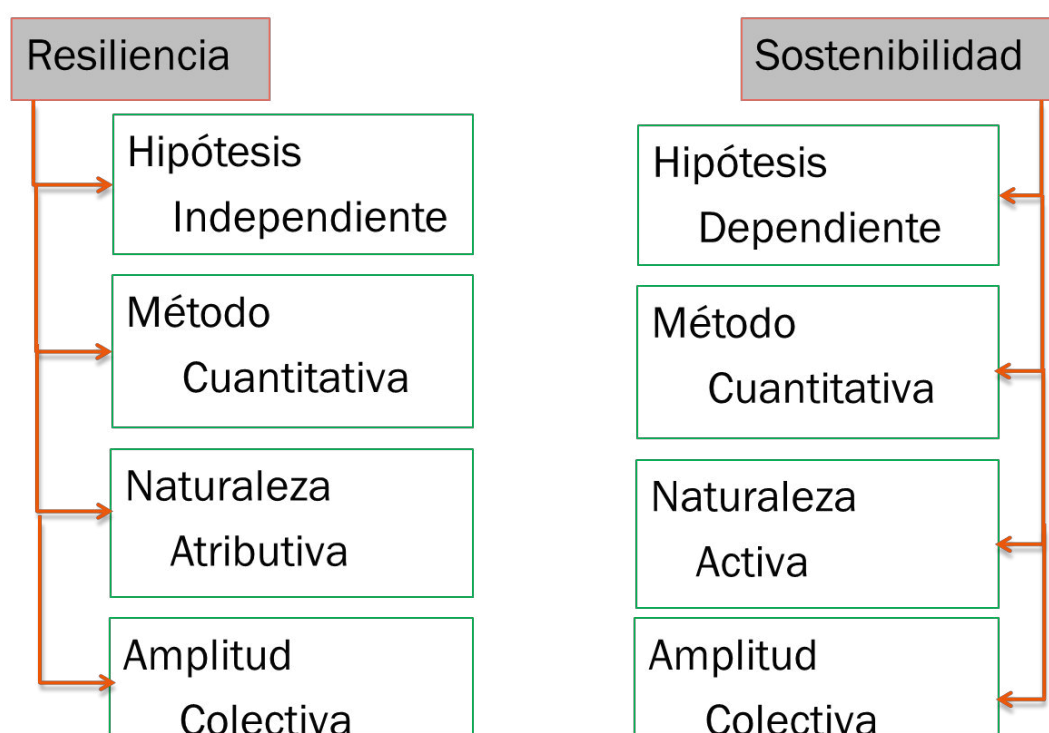 Resiliencia
Hipótesis
Independiente
Método
Cuantitativa
Naturaleza
Atributiva
Amplitud
Colectiva
Sostenibilidad
Hipótesis
Dependiente
Método
Cuantitativa
Naturaleza
Activa
Amplitud
Colectiva